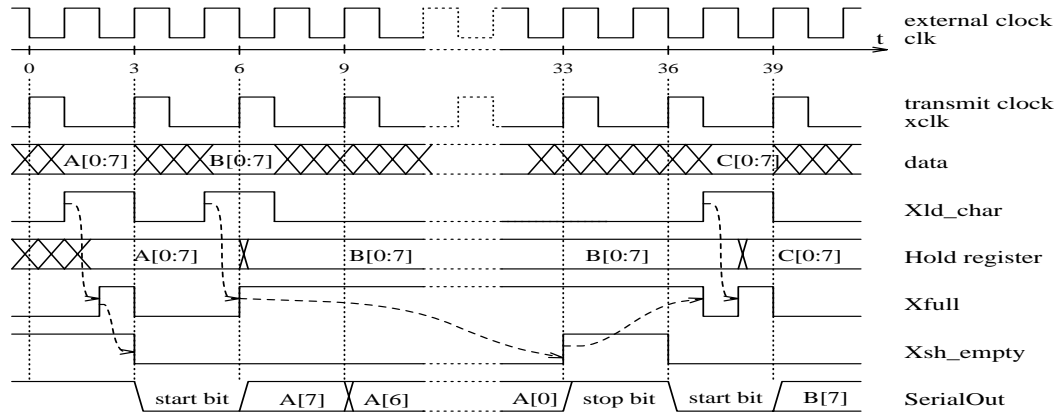 external clock
clk
t
0 3 6 9 33 36 39
transmit clock
xclk
A[0:7] B[0:7] C[0:7] data
Xld_char
A[0:7] B[0:7] B[0:7] C[0:7] Hold register
Xfull
Xsh_empty
start bit A[7] A[6] A[0] stop bit start bit B[7] SerialOut